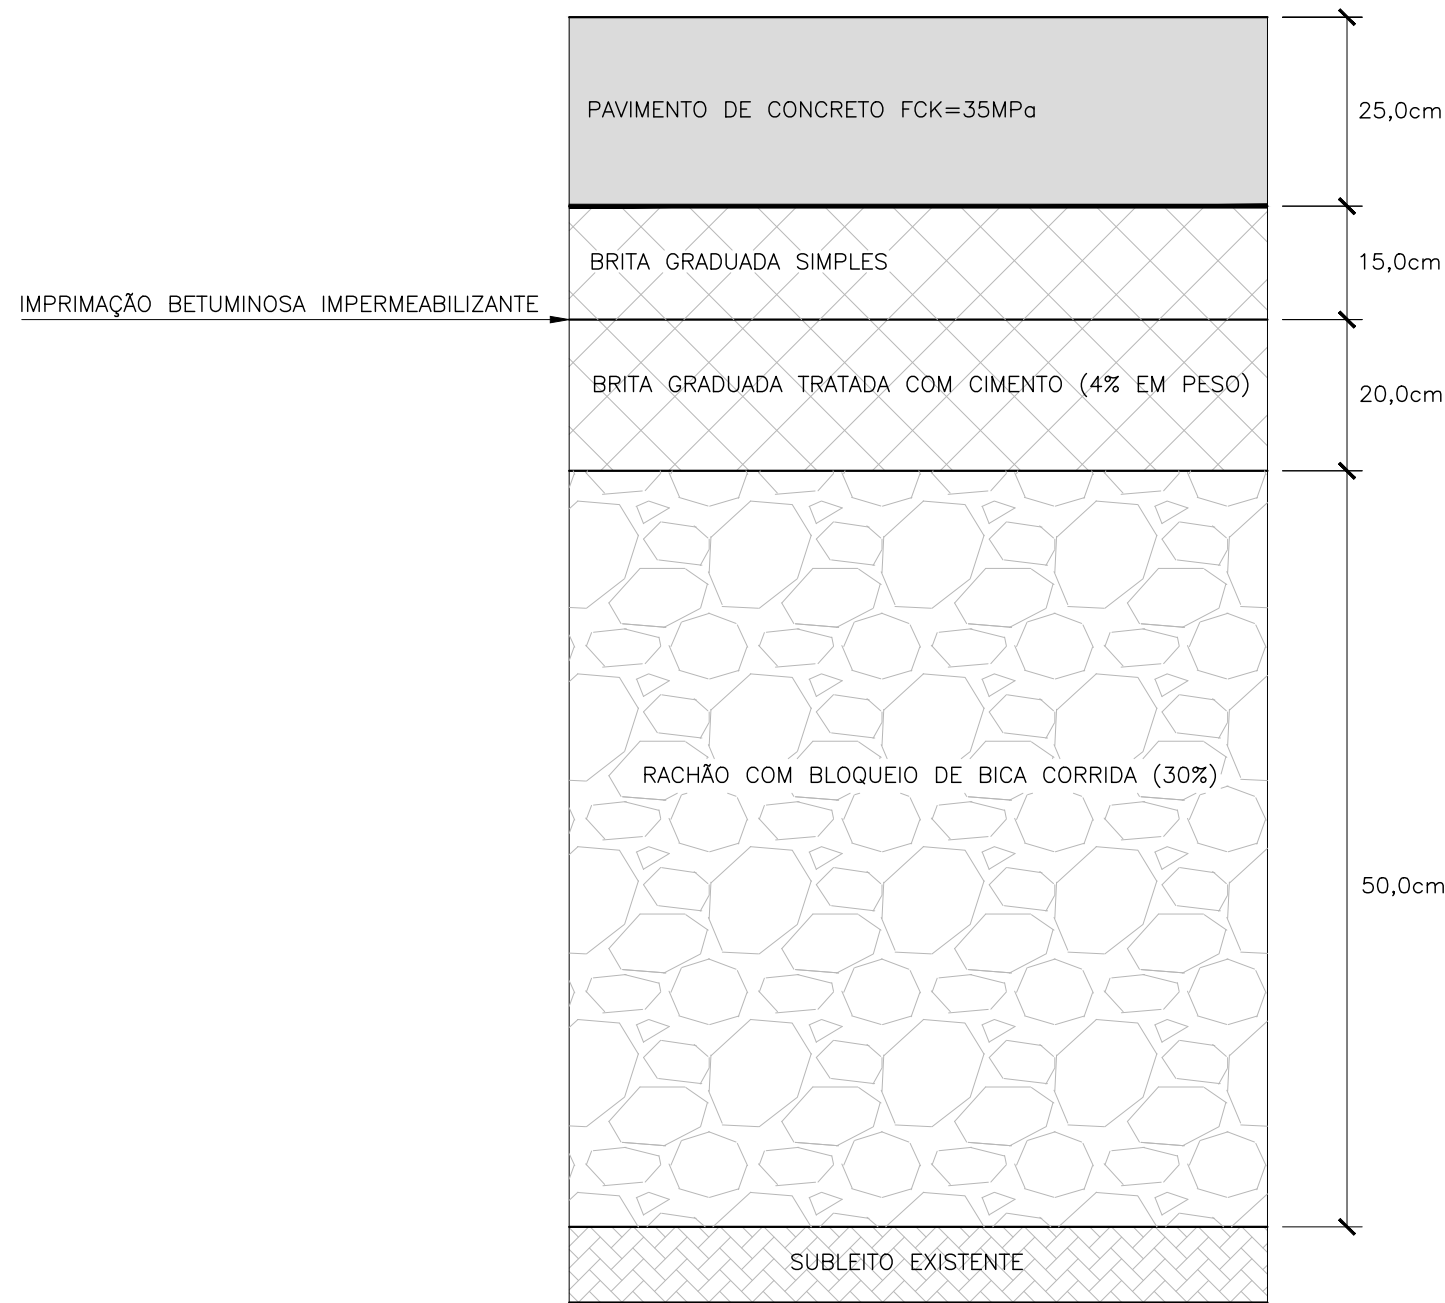 PAVIMENTO DE CONCRETO FCK=35MPa
25,0cm
BRITA GRADUADA SIMPLES
15,0cm
IMPRIMAÇÃO BETUMINOSA IMPERMEABILIZANTE
BRITA GRADUADA TRATADA COM CIMENTO (4% EM PESO)
20,0cm
RACHÃO COM BLOQUEIO DE BICA CORRIDA (30%)
50,0cm
SUBLEITO EXISTENTE